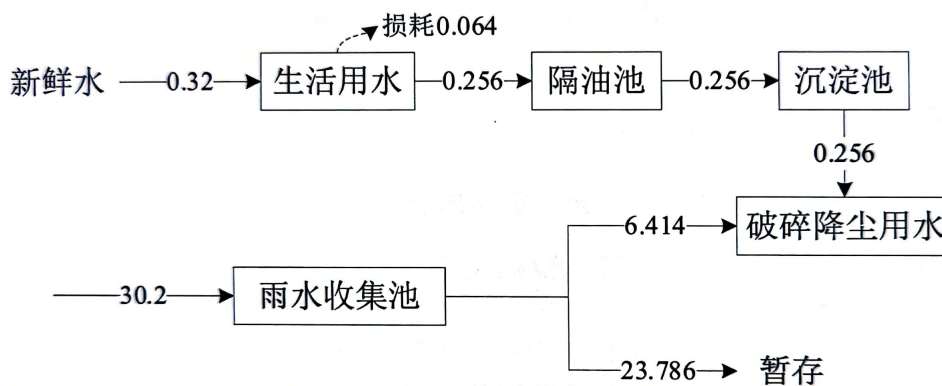 损耗0.064
新鲜水 0.32 生活用水 0.256 隔油池 0.256 沉淀池
0.256
6.414 破碎降尘用水
30.2 雨水收集池
23.786 暂存